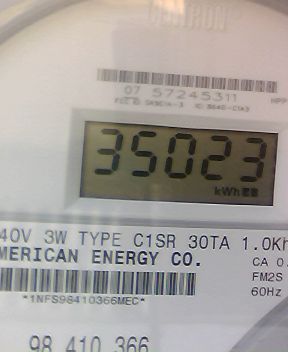 CENTRON®
07 57245311
35023
kWh
40V 3W TYPE C1SR 30TA 1.0Kh
MERICAN ENERGY CO.
CA 0.
FM2S
60Hz
*1NFS98410366MEC*
98 410 366